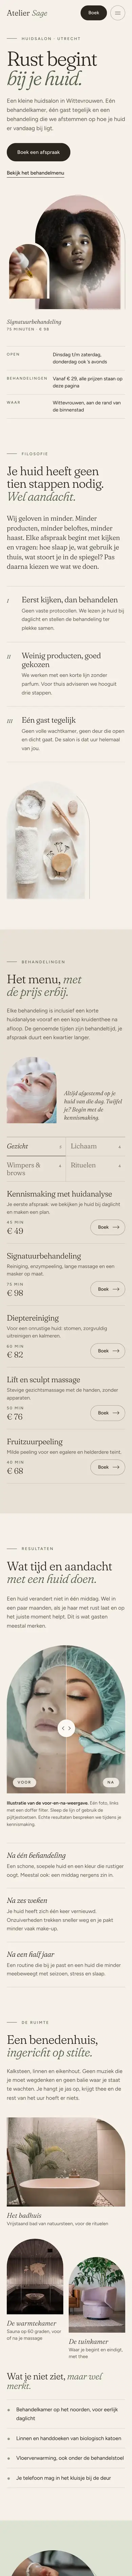 Atelier Sage
Boek
HUIDSALON · UTRECHT
Rust begint
bij je huid.
Een kleine huidsalon in Wittevrouwen. Eén
behandelkamer, één gast tegelijk en een
behandeling die we afstemmen op hoe je huid
er vandaag bij ligt.
Boek een afspraak
Bekijk het behandelmenu
Signatuurbehandeling
75 MINUTEN · € 98
OPEN
Dinsdag t/m zaterdag,
donderdag ook 's avonds
BEHANDELINGEN
Vanaf € 29, alle prijzen staan op
deze pagina
WAAR
Wittevrouwen, aan de rand van
de binnenstad
FILOSOFIE
Je huid heeft geen
tien stappen nodig.
Wel aandacht.
Wij geloven in minder. Minder
producten, minder beloften, minder
haast. Elke afspraak begint met kijken
en vragen: hoe slaap je, wat gebruik je
thuis, wat stoort je in de spiegel? Pas
daarna kiezen we wat we doen.
I
Eerst kijken, dan behandelen
Geen vaste protocollen. We lezen je huid bij
daglicht en stellen de behandeling ter
plekke samen.
II
Weinig producten, goed
gekozen
We werken met een korte lijn zonder
parfum. Voor thuis adviseren we hooguit
drie stappen.
III
Eén gast tegelijk
Geen volle wachtkamer, geen deur die open
en dicht gaat. De salon is dat uur helemaal
van jou.
BEHANDELINGEN
Het menu, met
de prijs erbij.
Elke behandeling is inclusief een korte
huidanalyse vooraf en een kop kruidenthee na
afloop. De genoemde tijden zijn behandeltijd, je
afspraak duurt een kwartier langer.
Altijd afgestemd op je
huid van die dag. Twijfel
je? Begin met de
kennismaking.
Gezicht
Lichaam
Wimpers &
brows
Rituelen
Kennismaking met huidanalyse
Je eerste afspraak: we bekijken je huid bij daglicht
en maken een plan.
45 MIN
€ 49
Boek
Signatuurbehandeling
Reiniging, enzympeeling, lange massage en een
masker op maat.
75 MIN
€ 98
Boek
Dieptereiniging
Voor een onrustige huid: stomen, zorgvuldig
uitreinigen en kalmeren.
60 MIN
€ 82
Boek
Lift en sculpt massage
Stevige gezichtsmassage met de handen, zonder
apparaten.
50 MIN
€ 76
Boek
Fruitzuurpeeling
Milde peeling voor een egalere en helderdere teint.
40 MIN
€ 68
Boek
RESULTATEN
Wat tijd en aandacht
met een huid doen.
Een huid verandert niet in één middag. Wel in
een paar maanden, als je haar met rust laat en op
het juiste moment helpt. Dit is wat gasten
meestal merken.
VOOR
NA
Illustratie van de voor-en-na-weergave. Eén foto, links
met een doffer filter. Sleep de lijn of gebruik de
pijltjestoetsen. Echte resultaten bespreken we tijdens je
kennismaking.
Na één behandeling
Een schone, soepele huid en een kleur die rustiger
oogt. Meestal ook: een middag nergens zin in.
Na zes weken
Je huid heeft zich één keer vernieuwd.
Onzuiverheden trekken sneller weg en je pakt
minder vaak make-up.
Na een half jaar
Een routine die bij je past en een huid die minder
meebeweegt met seizoen, stress en slaap.
DE RUIMTE
Een benedenhuis,
ingericht op stilte.
Kalksteen, linnen en eikenhout. Geen muziek die
je moet wegdenken en geen balie waar je staat
te wachten. Je hangt je jas op, krijgt thee en de
rest van het uur hoeft er niets.
Het badhuis
Vrijstaand bad van natuursteen, voor de rituelen
De warmtekamer
Sauna op 60 graden, voor
of na je massage
De tuinkamer
Waar je begint en eindigt,
met thee
Wat je niet ziet, maar wel
merkt.
Behandelkamer op het noorden, voor eerlijk
daglicht
Linnen en handdoeken van biologisch katoen
Vloerverwarming, ook onder de behandelstoel
Je telefoon mag in het kluisje bij de deur